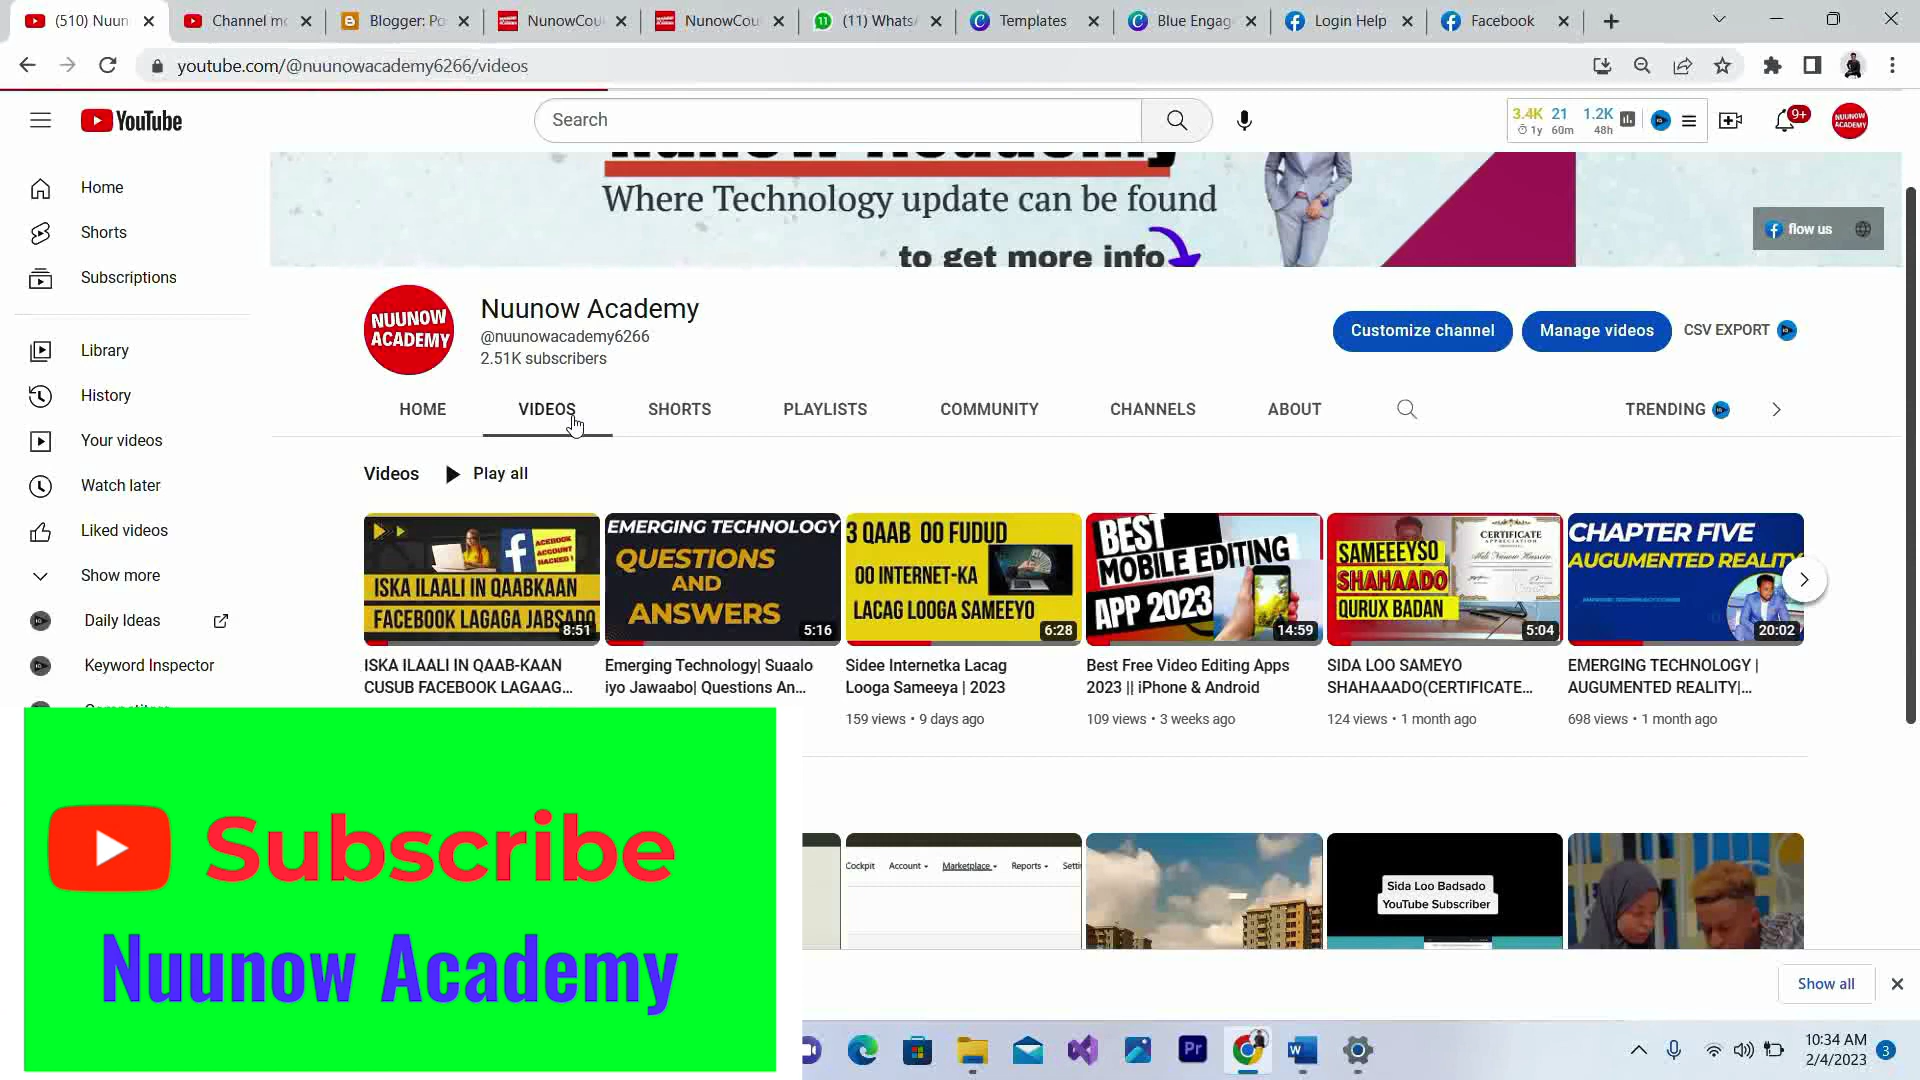 (510) Nuun
Channel mo
Blogger: Po
NunowCou
NunowCou
(11) Whats
Templates
Blue Engag
Login Help
Facebook
youtube.com/@nuunowacademy6266/videos
YouTube
Search
3.4K 21 1.2K
1y 60m 48h
9+
NUUNOW
ACADEMY
Home
Shorts
Subscriptions
Library
History
Your videos
Watch later
Liked videos
Show more
Daily Ideas
Keyword Inspector
Where Technology update can be found
to get more info
flow us
NUUNOW
ACADEMY
Nuunow Academy
@nuunowacademy6266
2.51K subscribers
Customize channel
Manage videos
CSV EXPORT
HOME
VIDEOS
SHORTS
PLAYLISTS
COMMUNITY
CHANNELS
ABOUT
TRENDING
Videos
Play all
ACEBOOK
ACCOUNT
HACKED !
ISKA ILAALI IN QAABKAAN
FACEBOOK LAGAGA JABSADO
8:51
ISKA ILAALI IN QAAB-KAAN
CUSUB FACEBOOK LAGAAG...
EMERGING TECHNOLOGY
QUESTIONS
AND
ANSWERS
5:16
Emerging Technology| Suaalo
iyo Jawaabo| Questions An...
3 QAAB OO FUDUD
OO INTERNET-KA
LACAG LOOGA SAMEEYO
6:28
Sidee Internetka Lacag
Looga Sameeya | 2023
159 views • 9 days ago
BEST
MOBILE EDITING
APP 2023
14:59
Best Free Video Editing Apps
2023 || iPhone & Android
109 views • 3 weeks ago
CERTIFICATE
APPRECIATION
SAMEEEYSO
SHAHAADO
QURUX BADAN
5:04
SIDA LOO SAMEYO
SHAHAAADO(CERTIFICATE...
124 views • 1 month ago
CHAPTER FIVE
AUGUMENTED REALITY
20:02
EMERGING TECHNOLOGY |
AUGUMENTED REALITY|...
698 views • 1 month ago
Cockpit Account Marketplace Reports Setti
Sida Loo Badsado
YouTube Subscriber
Subscribe
Nuunow Academy
Show all
Pr
10:34 AM
2/4/2023
3